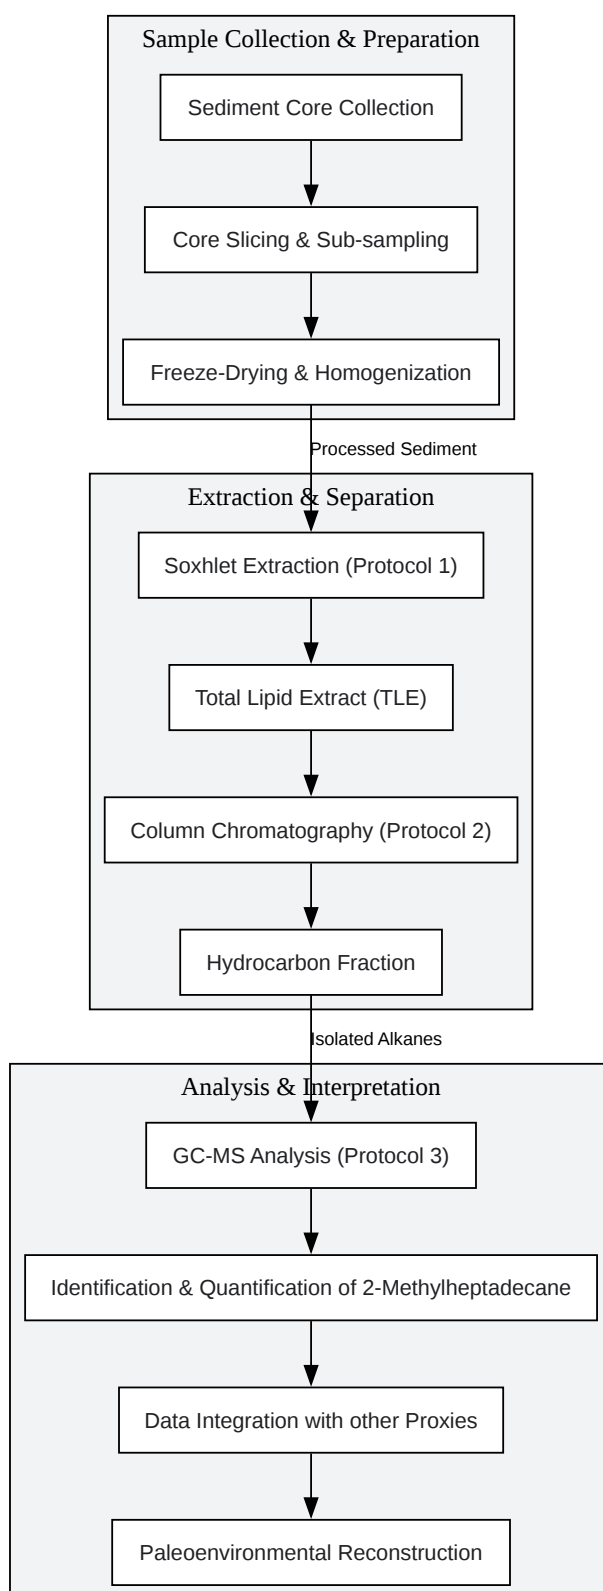 Sample Collection & Preparation
Sediment Core Collection
Core Slicing & Sub-sampling
Freeze-Drying & Homogenization
Processed Sediment
Extraction & Separation
Soxhlet Extraction (Protocol 1)
Total Lipid Extract (TLE)
Column Chromatography (Protocol 2)
Hydrocarbon Fraction
Isolated Alkanes
Analysis & Interpretation
GC-MS Analysis (Protocol 3)
Identification & Quantification of 2-Methylheptadecane
Data Integration with other Proxies
Paleoenvironmental Reconstruction